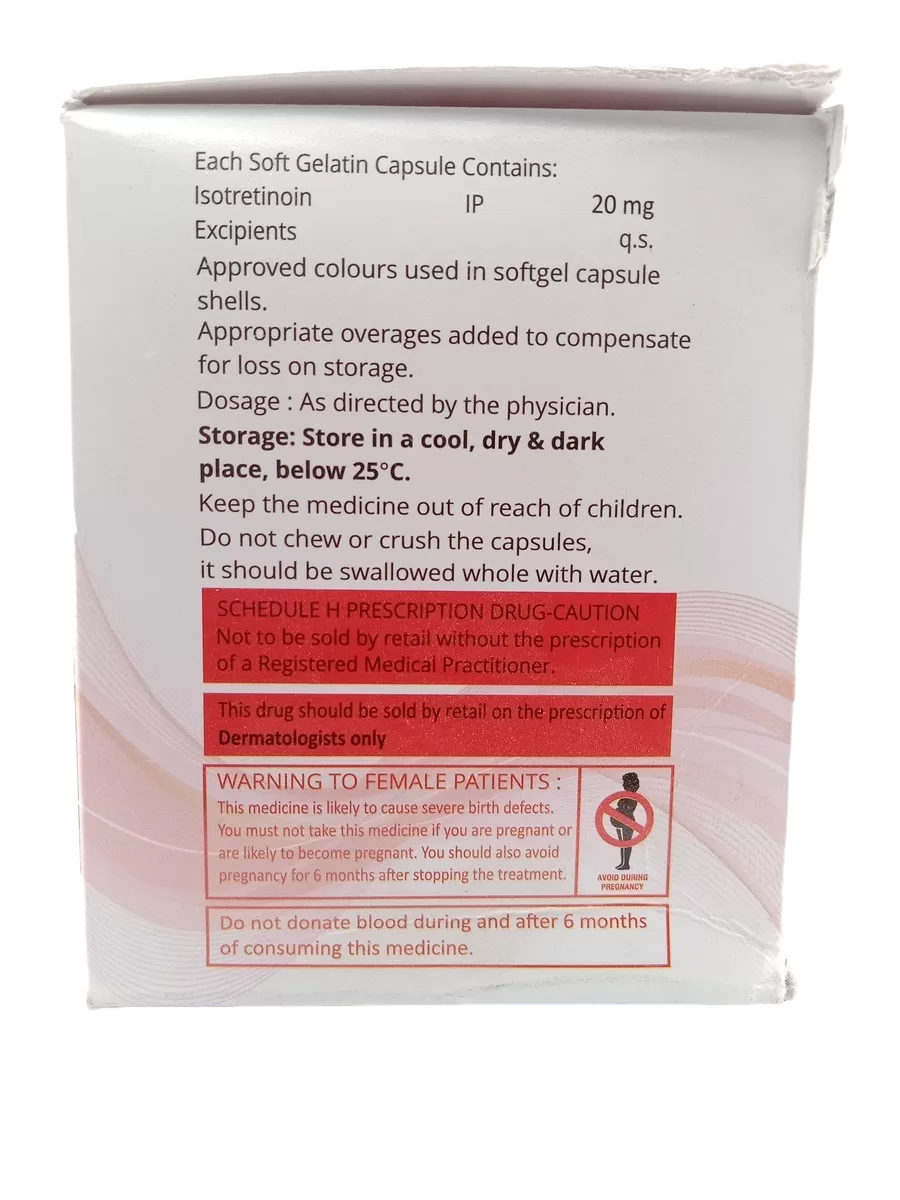 Each Soft Gelatin Capsule Contains:
Isotretinoin IP 20 mg
Excipients q.s.
Approved colours used in softgel capsule
shells.
Appropriate overages added to compensate
for loss on storage.
Dosage : As directed by the physician.
Storage: Store in a cool, dry & dark
place, below 25°C.
Keep the medicine out of reach of children.
Do not chew or crush the capsules,
it should be swallowed whole with water.
SCHEDULE H PRESCRIPTION DRUG-CAUTION
Not to be sold by retail without the prescription
of a Registered Medical Practitioner.
This drug should be sold by retail on the prescription of
Dermatologists only
WARNING TO FEMALE PATIENTS :
This medicine is likely to cause severe birth defects.
You must not take this medicine if you are pregnant or
are likely to become pregnant. You should also avoid
pregnancy for 6 months after stopping the treatment.
AVOID DURING
PREGNANCY
Do not donate blood during and after 6 months
of consuming this medicine.